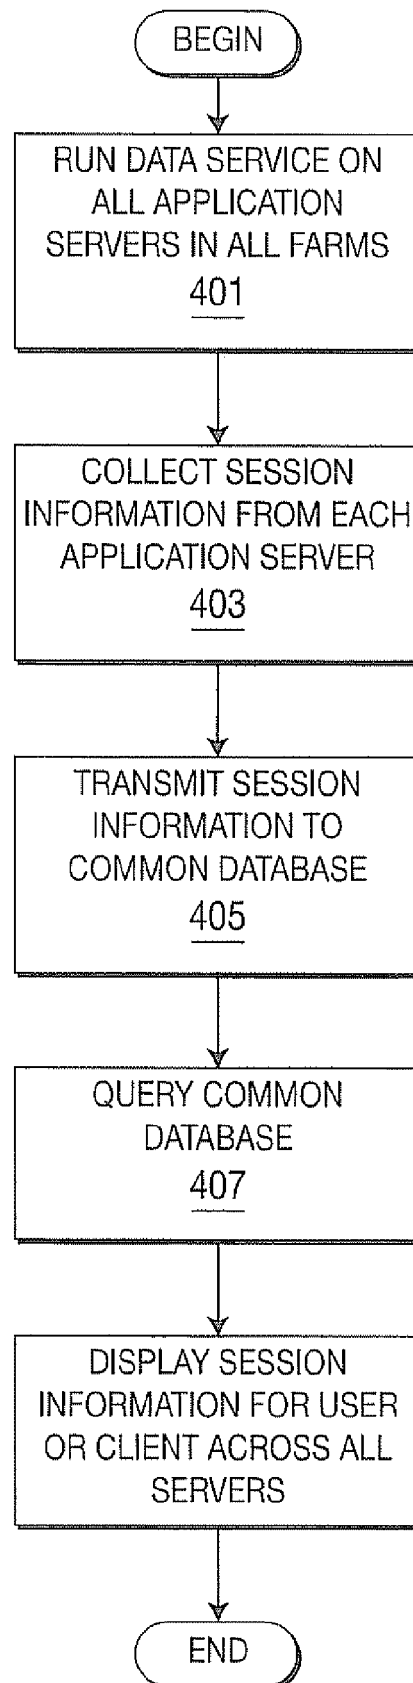 BEGIN
RUN DATA SERVICE ON
ALL APPLICATION
SERVERS IN ALL FARMS
401
COLLECT SESSION
INFORMATION FROM EACH
APPLICATION SERVER
403
TRANSMIT SESSION
INFORMATION TO
COMMON DATABASE
405
QUERY COMMON
DATABASE
407
DISPLAY SESSION
INFORMATION FOR USER
OR CLIENT ACROSS ALL
SERVERS
END